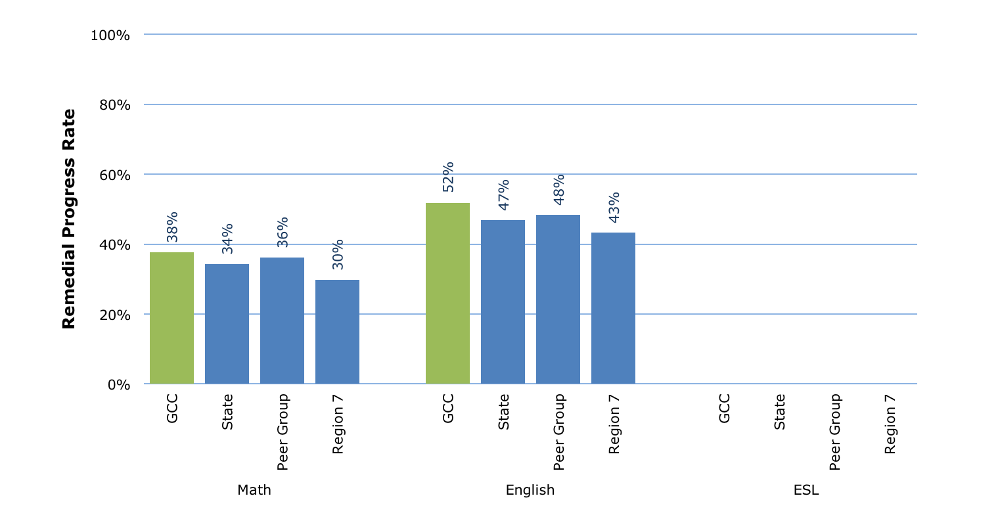 100%
80%
60%
40%
20%
0%
Remedial Progress Rate
38%
34%
36%
30%
52%
47%
48%
43%
GCC
State
Peer Group
Region 7
GCC
State
Peer Group
Region 7
GCC
State
Peer Group
Region 7
Math
English
ESL